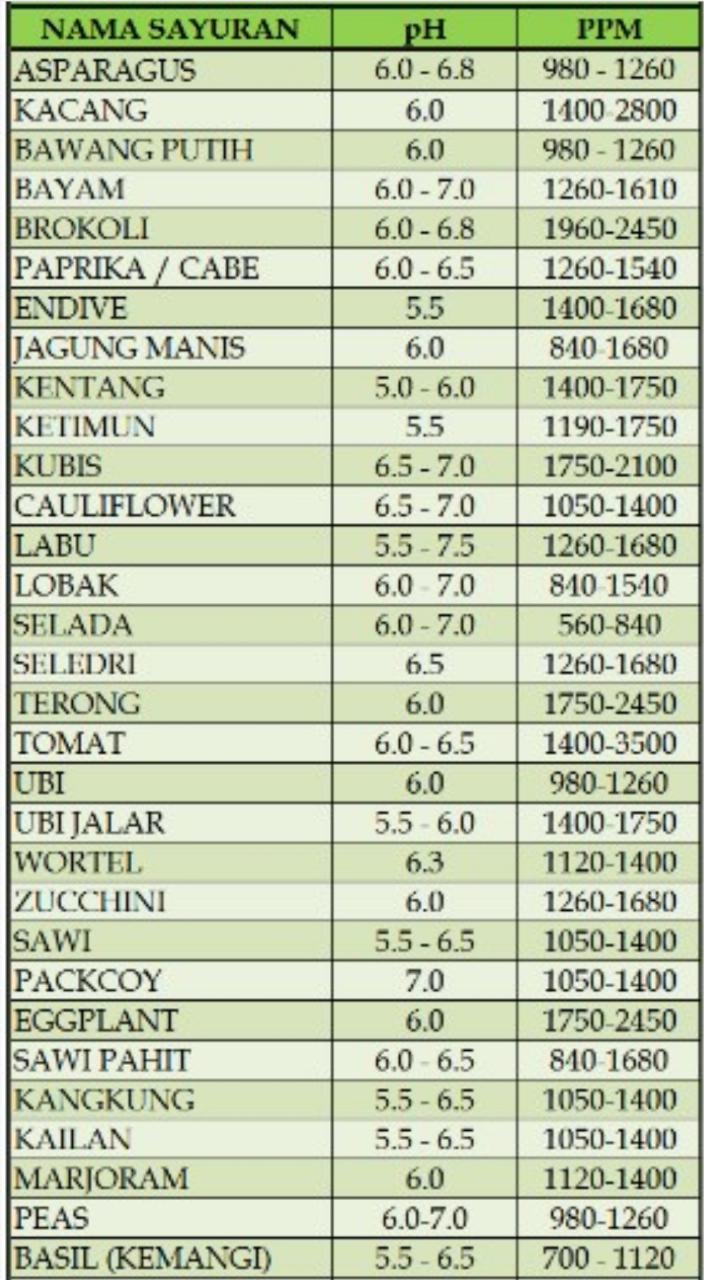 NAMA SAYURAN pH PPM
ASPARAGUS 6.0 - 6.8 980 - 1260
KACANG 6.0 1400-2800
BAWANG PUTIH 6.0 980 - 1260
BAYAM 6.0 - 7.0 1260-1610
BROKOLI 6.0 - 6.8 1960-2450
PAPRIKA / CABE 6.0 - 6.5 1260-1540
ENDIVE 5.5 1400-1680
JAGUNG MANIS 6.0 840-1680
KENTANG 5.0 - 6.0 1400-1750
KETIMUN 5.5 1190-1750
KUBIS 6.5 - 7.0 1750-2100
CAULIFLOWER 6.5 - 7.0 1050-1400
LABU 5.5 - 7.5 1260-1680
LOBAK 6.0 - 7.0 840-1540
SELADA 6.0 - 7.0 560-840
SELEDRI 6.5 1260-1680
TERONG 6.0 1750-2450
TOMAT 6.0 - 6.5 1400-3500
UBI 6.0 980-1260
UBI JALAR 5.5 - 6.0 1400-1750
WORTEL 6.3 1120-1400
ZUCCHINI 6.0 1260-1680
SAWI 5.5 - 6.5 1050-1400
PACKCOY 7.0 1050-1400
EGGPLANT 6.0 1750-2450
SAWI PAHIT 6.0 - 6.5 840-1680
KANGKUNG 5.5 - 6.5 1050-1400
KAILAN 5.5 - 6.5 1050-1400
MARJORAM 6.0 1120-1400
PEAS 6.0-7.0 980-1260
BASIL (KEMANGI) 5.5 - 6.5 700 - 1120